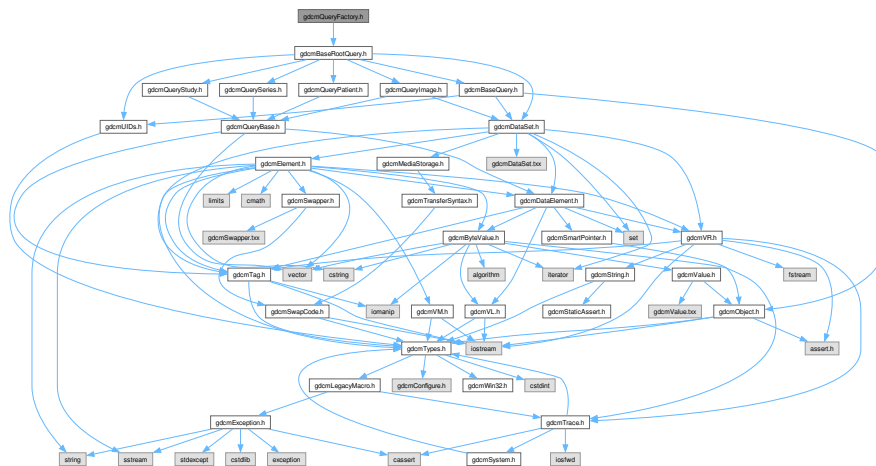 gdcmQueryFactory.h
gdcmBaseRootQuery.h
gdcmQueryStudy.h
gdcmQuerySeries.h
gdcmQueryPatient.h
gdcmQueryImage.h
gdcmBaseQuery.h
gdcmUIDs.h
gdcmQueryBase.h
gdcmDataSet.h
gdcmElement.h
gdcmMediaStorage.h
gdcmDataSet.txx
limits
cmath
gdcmSwapper.h
gdcmTransferSyntax.h
gdcmDataElement.h
gdcmSwapper.txx
gdcmByteValue.h
gdcmSmartPointer.h
set
gdcmVR.h
gdcmTag.h
vector
cstring
algorithm
iterator
gdcmString.h
gdcmValue.h
fstream
gdcmSwapCode.h
iomanip
gdcmVM.h
gdcmVL.h
gdcmStaticAssert.h
gdcmValue.txx
gdcmObject.h
gdcmTypes.h
iostream
assert.h
gdcmLegacyMacro.h
gdcmConfigure.h
gdcmWin32.h
cstdint
gdcmException.h
gdcmTrace.h
string
sstream
stdexcept
cstdlib
exception
cassert
gdcmSystem.h
iosfwd